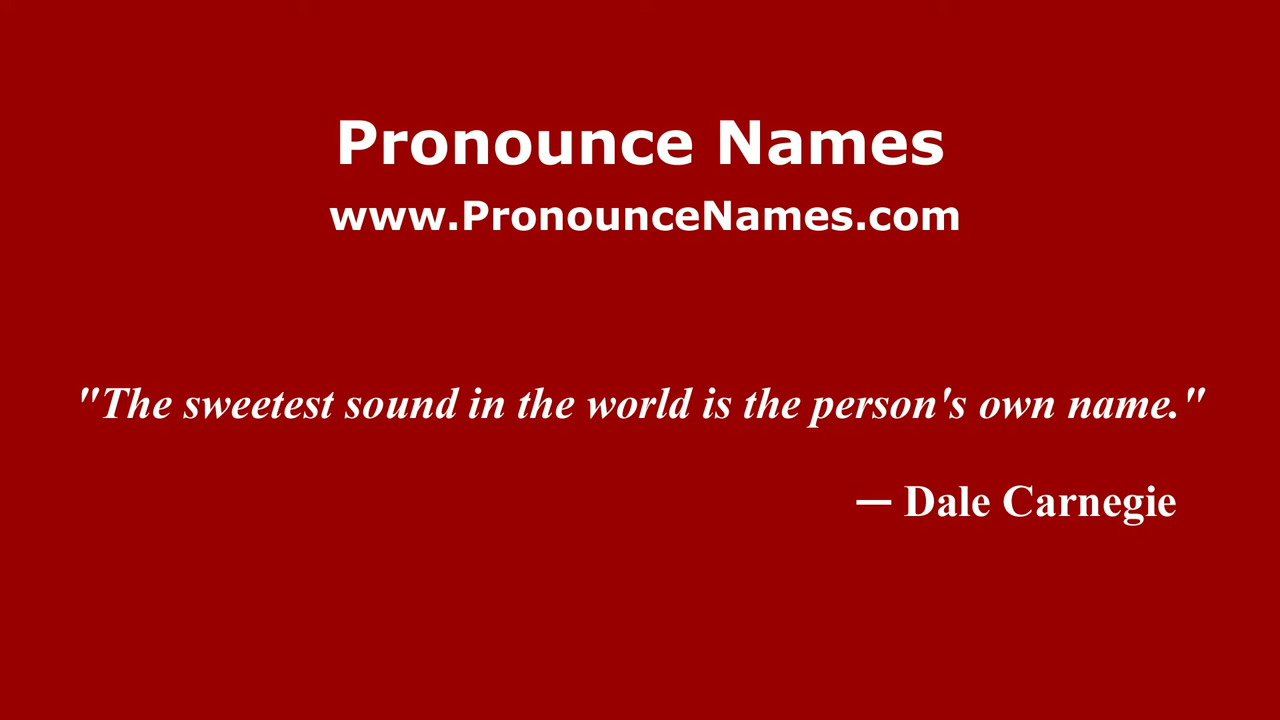 Pronounce Names
www.PronounceNames.com
"The sweetest sound in the world is the person's own name."
— Dale Carnegie